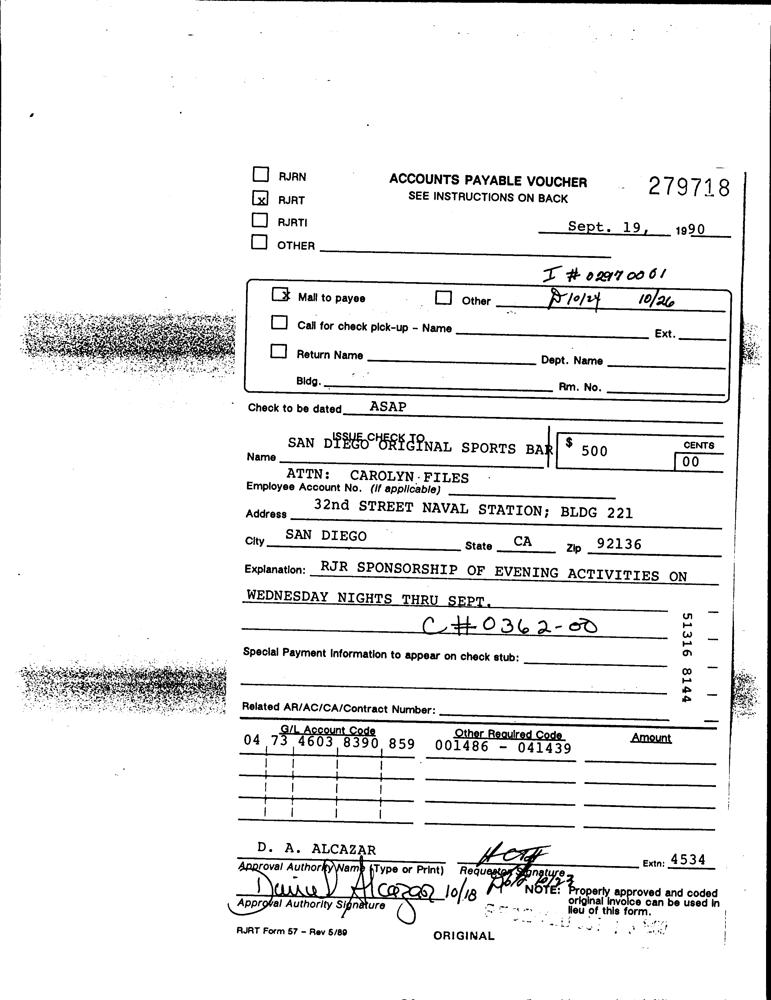 RJRN
ACCOUNTS PAYABLE VOUCHER 279718
x RJRT SEE INSTRUCTIONS ON BACK
RJRTI Sept. 19, 1990
OTHER
I # 02970061
x Mail to payee Other 10/24 10/26
Call for check pick-up - Name Ext.
Return Name Dept. Name
Bldg. Rm. No.
Check to be dated ASAP
ISSUE CHECK TO
Name SAN DIEGO ORIGINAL SPORTS BAR $ 500 CENTS 00
ATTN: CAROLYN FILES
Employee Account No. (if applicable)
Address 32nd STREET NAVAL STATION; BLDG 221
City SAN DIEGO State CA Zip 92136
Explanation: RJR SPONSORSHIP OF EVENING ACTIVITIES ON
WEDNESDAY NIGHTS THRU SEPT.
C#0362-00
51316 8144
Special Payment Information to appear on check stub:
Related AR/AC/CA/Contract Number:
G/L Account Code Other Required Code Amount
04 73 4603 8390 859 001486 - 041439
D. A. ALCAZAR
Approval Authority Name (Type or Print) Requestor Signature Extn: 4534
10/18 10/23
Approval Authority Signature
NOTE: Properly approved and coded
original invoice can be used in
lieu of this form.
RJRT Form 57 - Rev 5/89
ORIGINAL